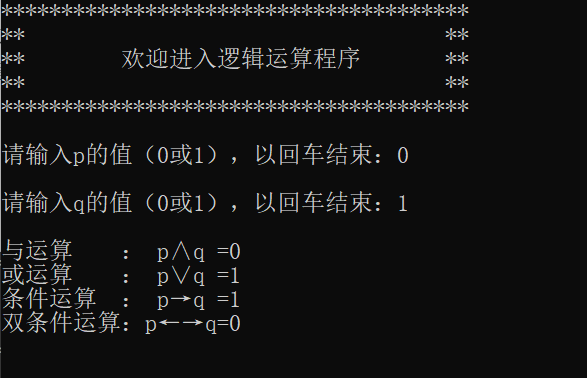 ***************************************
**                                   **
**        欢迎进入逻辑运算程序       **
**                                   **
***************************************
请输入p的值（0或1），以回车结束：0
请输入q的值（0或1），以回车结束：1
与运算    :  p∧q =0
或运算    :  p∨q =1
条件运算  :  p→q =1
双条件运算: p←→q=0